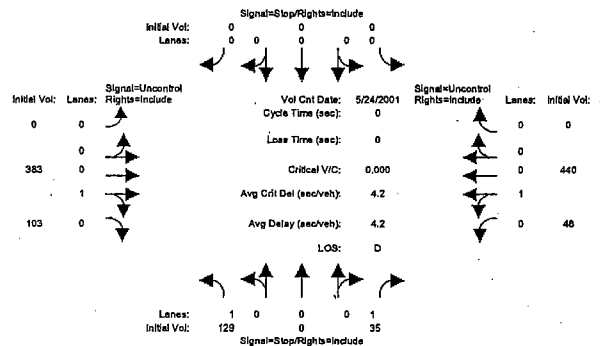 Signal=Stop/Rights=Include
Initial Vol: 0 0 0
Lanes: 0 0 0 0 0
Signal=Uncontrol Signal=Uncontrol
Initial Vol: Lanes: Rights=Include Vol Cnt Date: 5/24/2001 Rights=Include Lanes: Initial Vol:
Cycle Time (sec): 0
0 0 0 0
Loss Time (sec): 0
0 0
383 0 Critical V/C: 0.000 0 440
1 Avg Crit Del (sec/veh): 4.2 1
103 0 Avg Delay (sec/veh): 4.2 0 48
LOS: D
Lanes: 1 0 0 0 1
Initial Vol: 129 0 35
Signal=Stop/Rights=Include